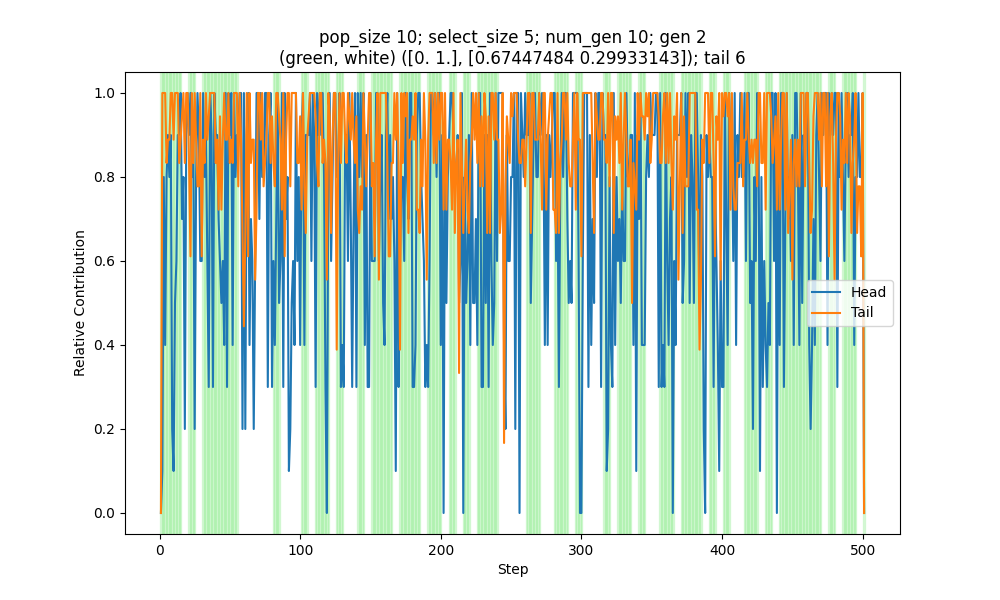 pop_size 10; select_size 5; num_gen 10; gen 2
(green, white) ([0. 1.], [0.67447484 0.29933143]); tail 6
Relative Contribution
1.0
0.8
0.6
0.4
0.2
0.0
Head
Tail
0
100
200
300
400
500
Step